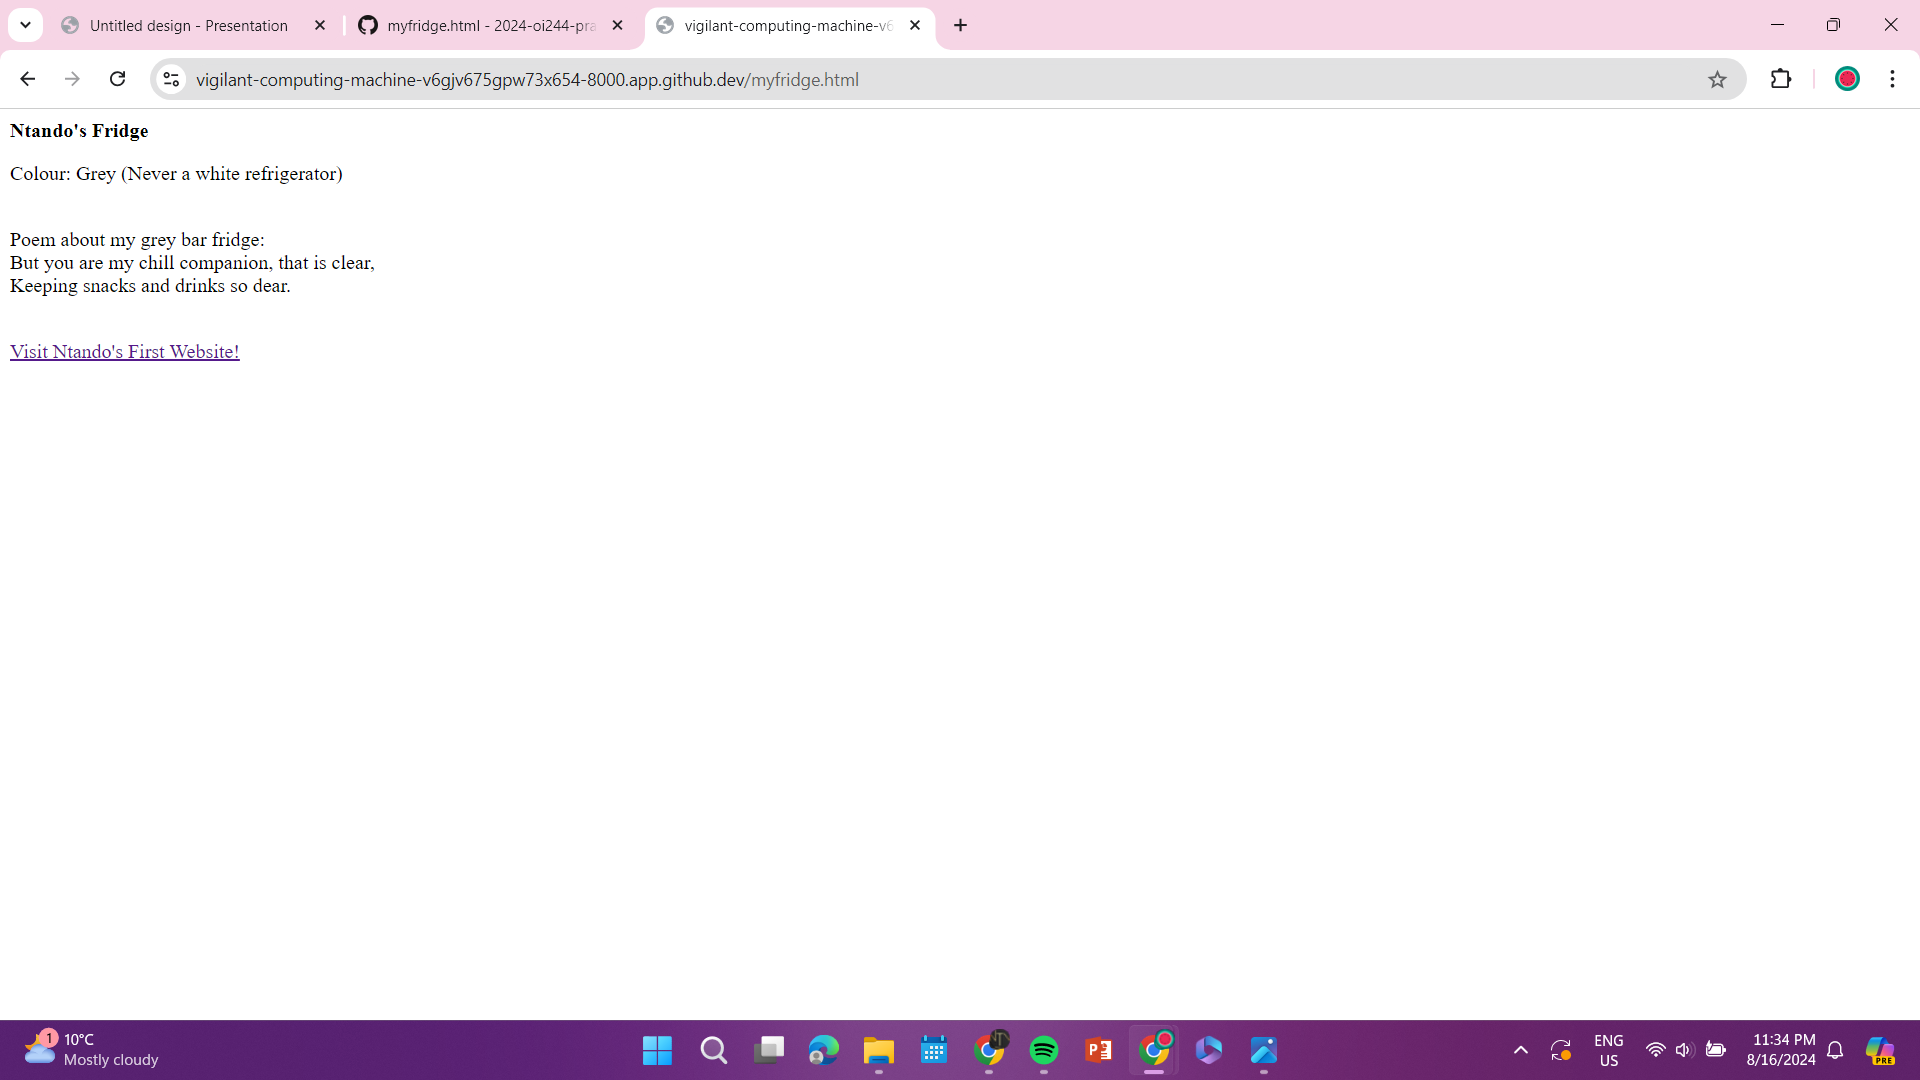 Untitled design - Presentation
myfridge.html - 2024-oi244-pra
vigilant-computing-machine-v6
vigilant-computing-machine-v6gjv675gpw73x654-8000.app.github.dev/myfridge.html
Ntando's Fridge
Colour: Grey (Never a white refrigerator)
Poem about my grey bar fridge:
But you are my chill companion, that is clear,
Keeping snacks and drinks so dear.
Visit Ntando's First Website!
1
10°C
Mostly cloudy
ENG
US
11:34 PM
8/16/2024
PRE